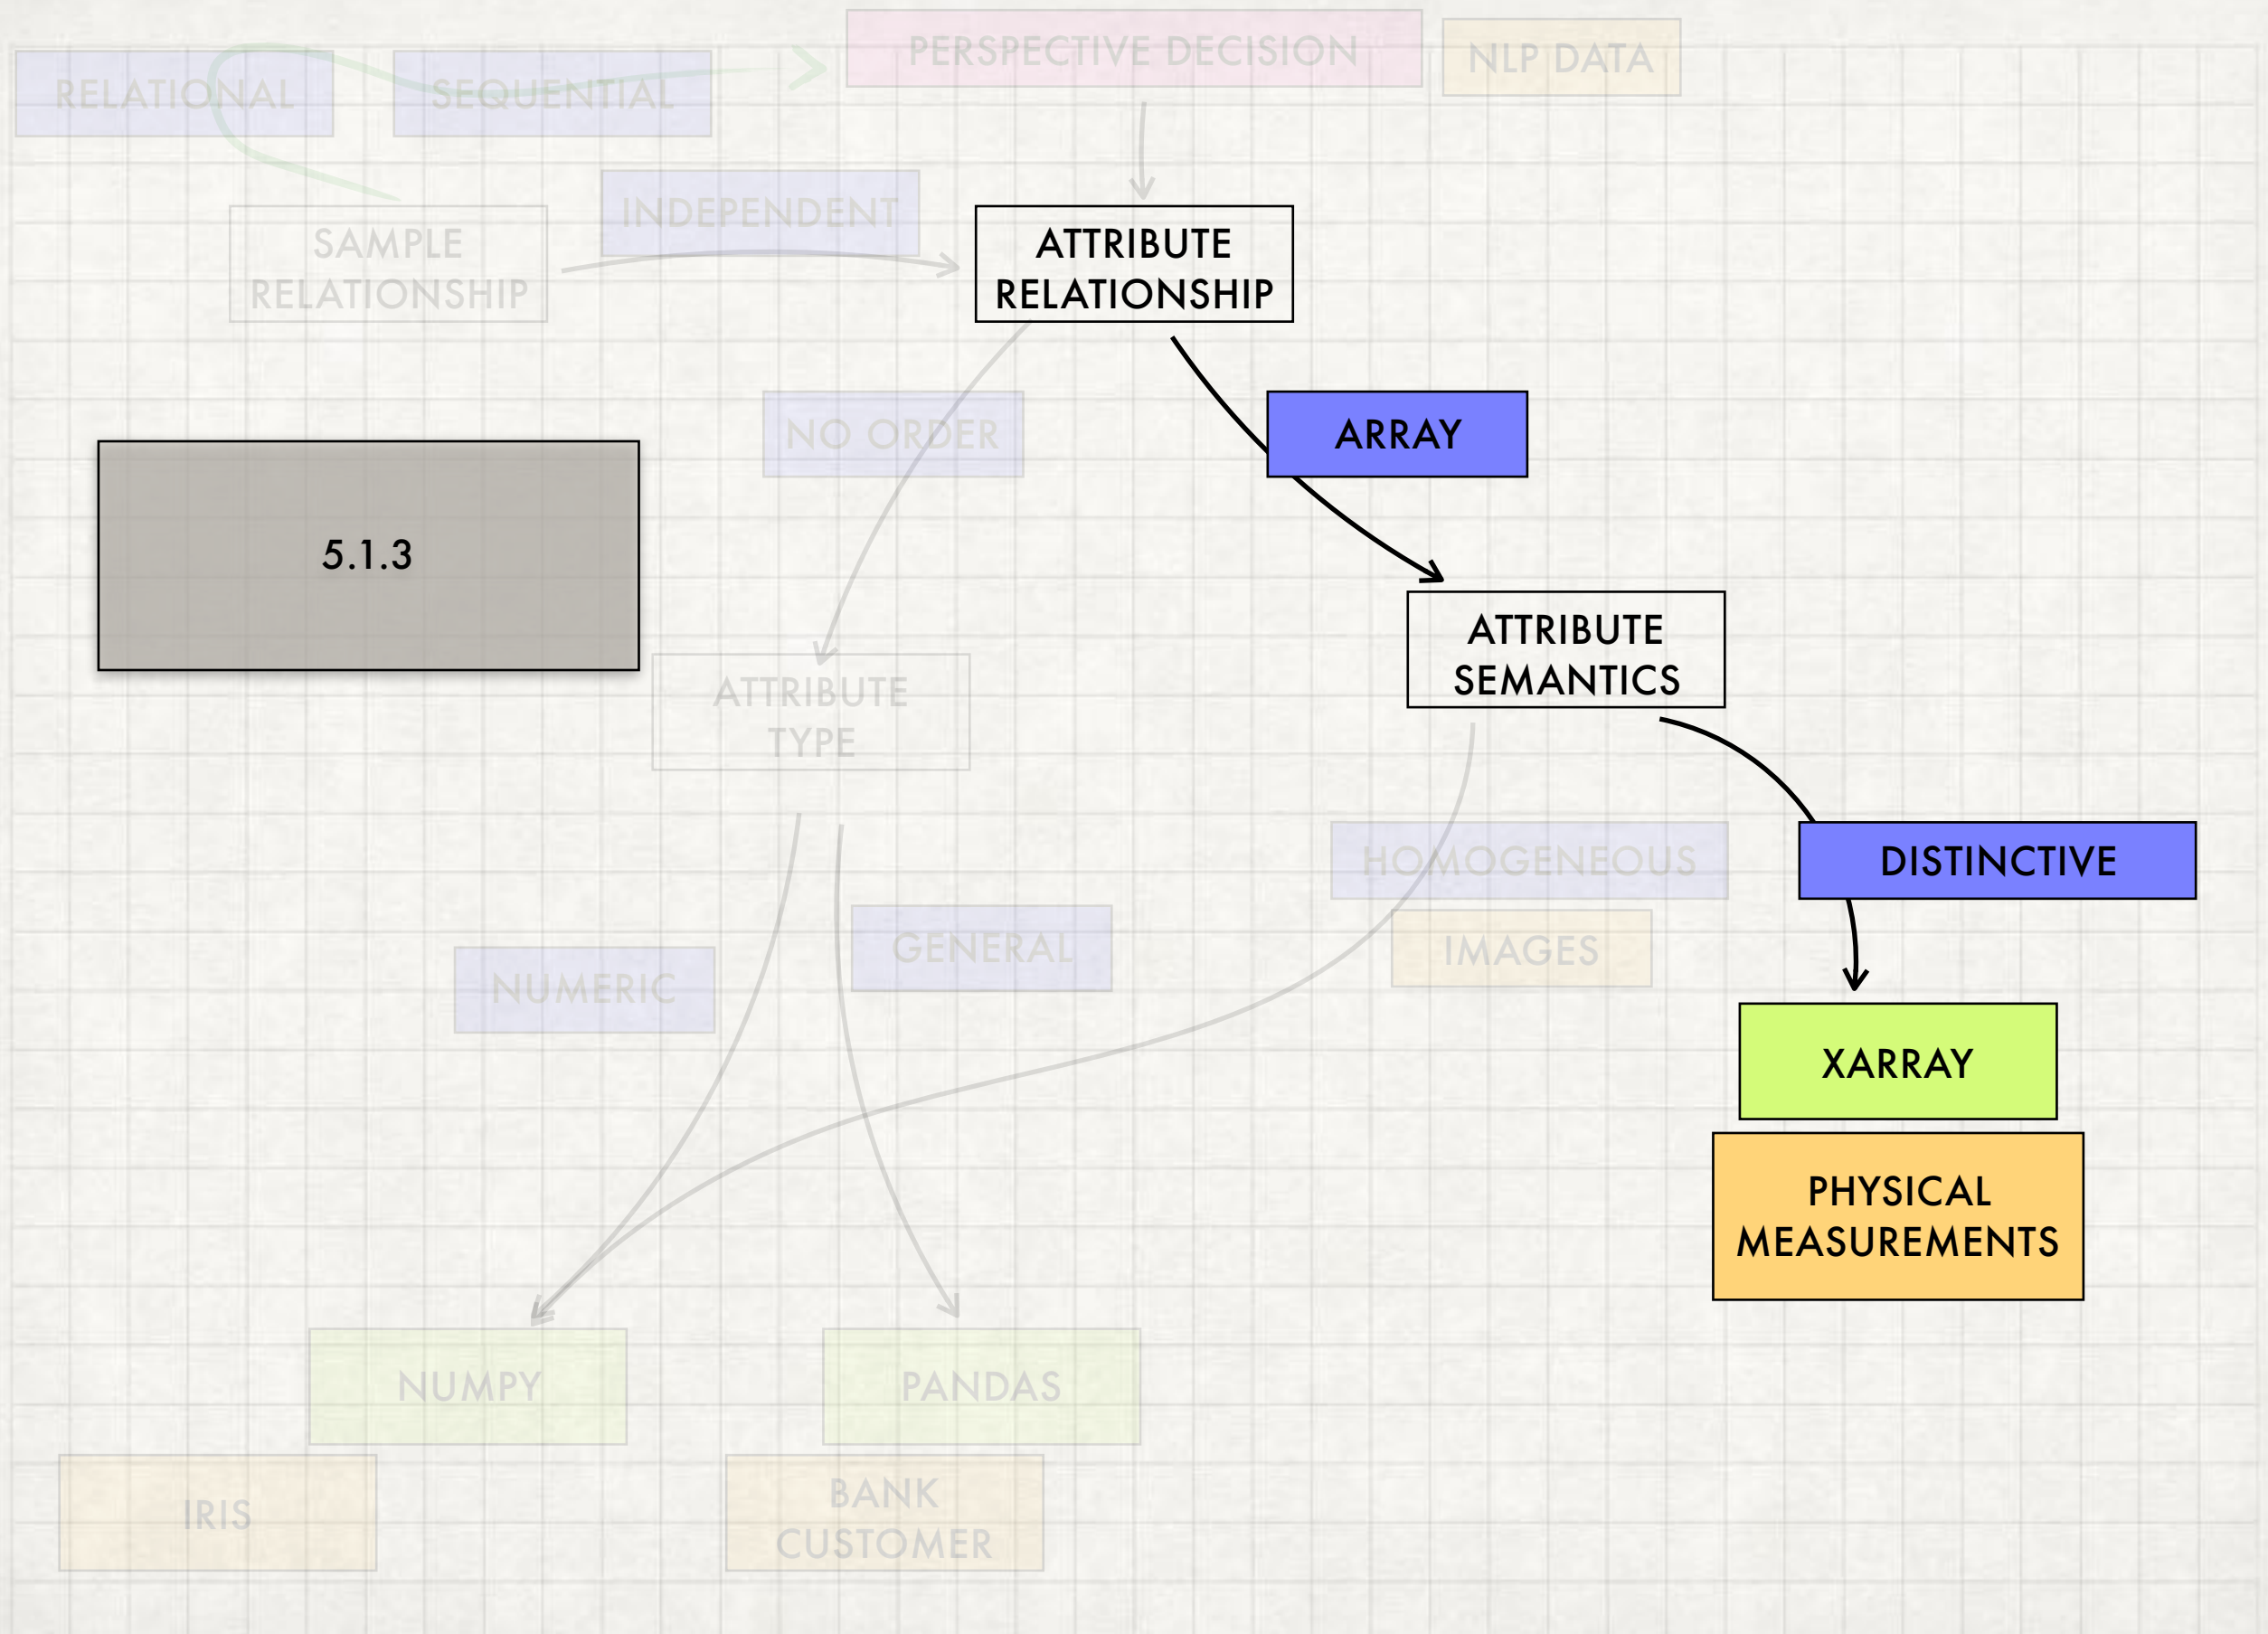 PERSPECTIVE DECISION
NLP DATA
RELATIONAL
SEQUENTIAL
INDEPENDENT
SAMPLE
RELATIONSHIP
ATTRIBUTE
RELATIONSHIP
NO ORDER
ARRAY
5.1.3
ATTRIBUTE
SEMANTICS
ATTRIBUTE
TYPE
HOMOGENEOUS
DISTINCTIVE
GENERAL
IMAGES
NUMERIC
XARRAY
PHYSICAL
MEASUREMENTS
NUMPY
PANDAS
IRIS
BANK
CUSTOMER